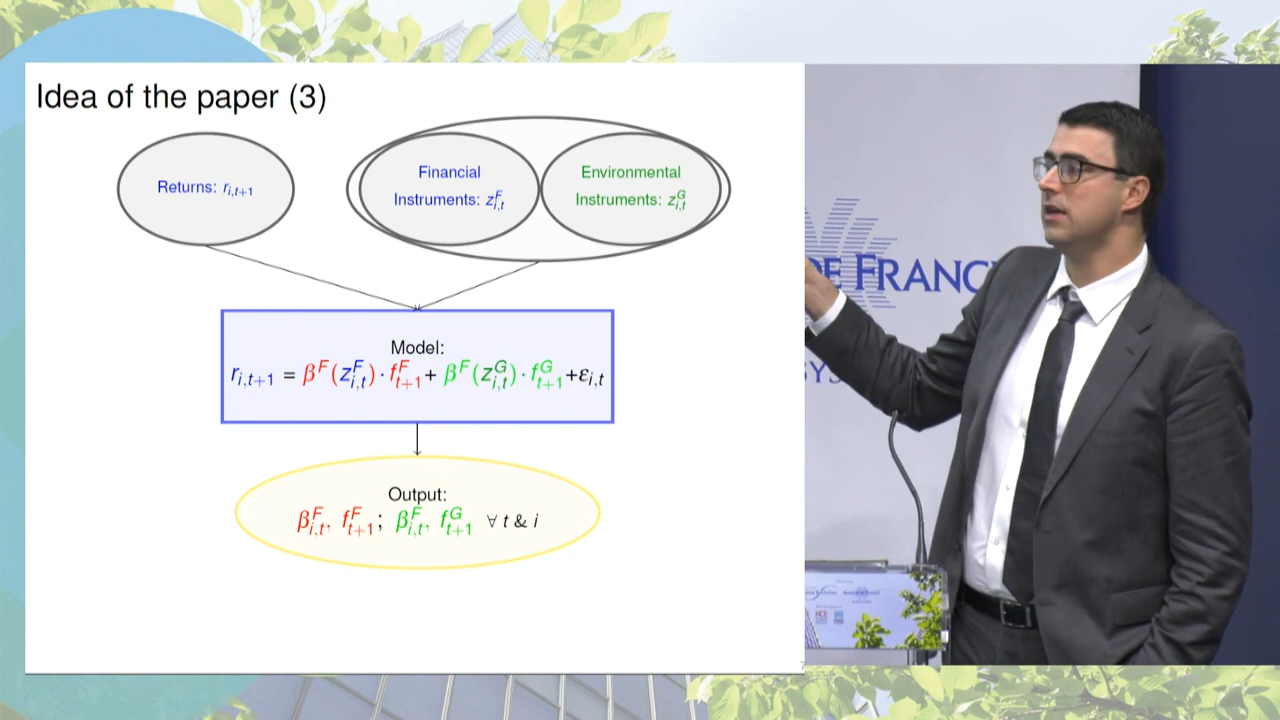 Idea of the paper (3)
Returns: r_{i,t+1}
Financial
Instruments: z^F_{i,t}
Environmental
Instruments: z^G_{i,t}
Model:
r_{i,t+1} = β^F(z^F_{i,t}) · f^F_{t+1} + β^F(z^G_{i,t}) · f^G_{t+1} + ε_{i,t}
Output:
β^F_{i,t}, f^F_{t+1}; β^F_{i,t}, f^G_{t+1} ∀ t & i
DE FRANC
SYS